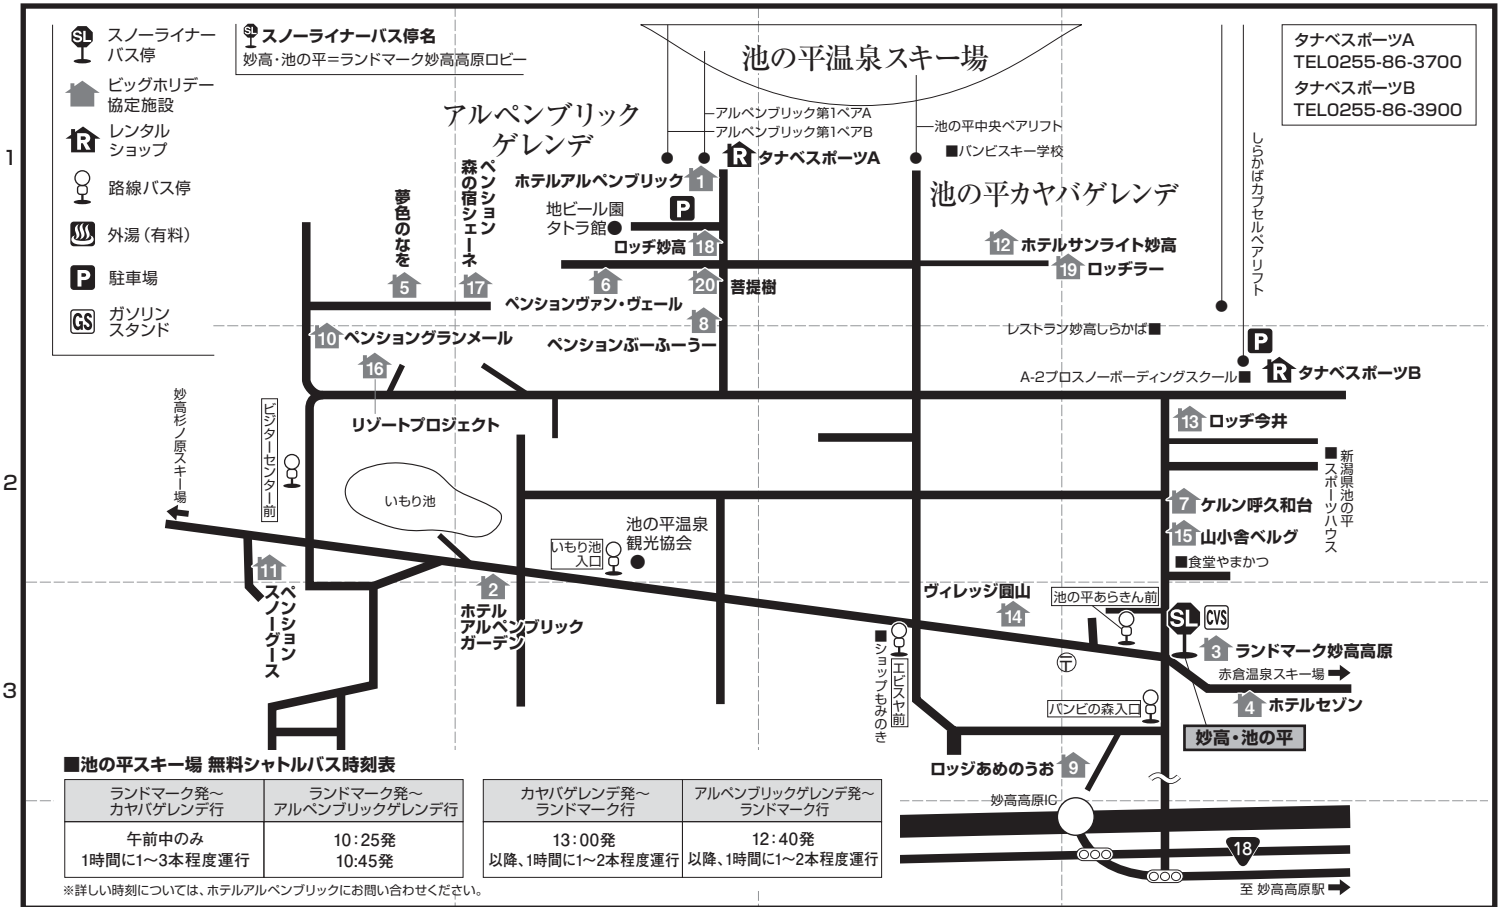 SL
スノーライナー
バス停
ビッグホリデー
協定施設
R
レンタル
ショップ
路線バス停
外湯（有料）
P
駐車場
GS
ガソリン
スタンド
SL
スノーライナーバス停名
妙高・池の平＝ランドマーク妙高高原ロビー
タナベスポーツA
TEL0255-86-3700
タナベスポーツB
TEL0255-86-3900
池の平温泉スキー場
アルペンブリック
ゲレンデ
アルペンブリック第1ペアA
アルペンブリック第1ペアB
池の平中央ペアリフト
■バンビスキー学校
しらかばカプセルペアリフト
1
R
タナベスポーツA
ホテルアルペンブリック
1
池の平カヤバゲレンデ
ペンション
森の宿シェーネ
17
夢色のなを
5
地ビール園
タトラ館●
P
ロッヂ妙高
18
12
ホテルサンライト妙高
19
ロッヂラー
6
ペンションヴァン・ヴェール
20
菩提樹
8
ペンションぶーふーうー
10
ペンショングランメール
16
リゾートプロジェクト
レストラン妙高しらかば■
P
A-2プロスノーボーディングスクール■
R
タナベスポーツB
2
妙高杉ノ原スキー場
ビジターセンター前
いもり池
13
ロッヂ今井
■新潟県池の平
スポーツハウス
7
ケルン呼久和台
15
山小舎ベルグ
■食堂やまかつ
池の平温泉
観光協会
いもり池
入口
11
ペンション
スノーグース
2
ホテル
アルペンブリック
ガーデン
ヴィレッジ圓山
14
池の平あらきん前
SL
CVS
3
ランドマーク妙高高原
赤倉温泉スキー場
3
■ショップもみのき
エビスヤ前
〒
バンビの森入口
4
ホテルセゾン
妙高・池の平
ロッジあめのうお
9
妙高高原IC
18
至 妙高高原駅
■池の平スキー場 無料シャトルバス時刻表
ランドマーク発〜
カヤバゲレンデ行
ランドマーク発〜
アルペンブリックゲレンデ行
カヤバゲレンデ発〜
ランドマーク行
アルペンブリックゲレンデ発〜
ランドマーク行
午前中のみ
1時間に1〜3本程度運行
10：25発
10：45発
13：00発
以降、1時間に1〜2本程度運行
12：40発
以降、1時間に1〜2本程度運行
※詳しい時刻については、ホテルアルペンブリックにお問い合わせください。